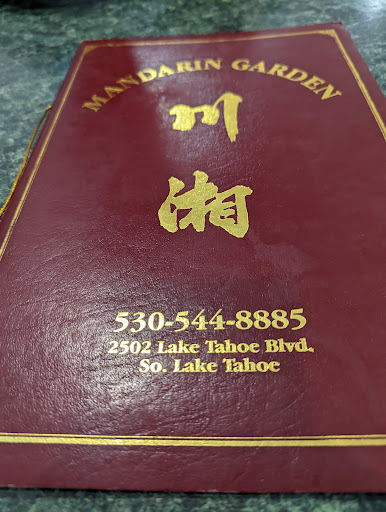 MANDARIN GARDEN
川
湘
530-544-8885
2502 Lake Tahoe Blvd.
So. Lake Tahoe